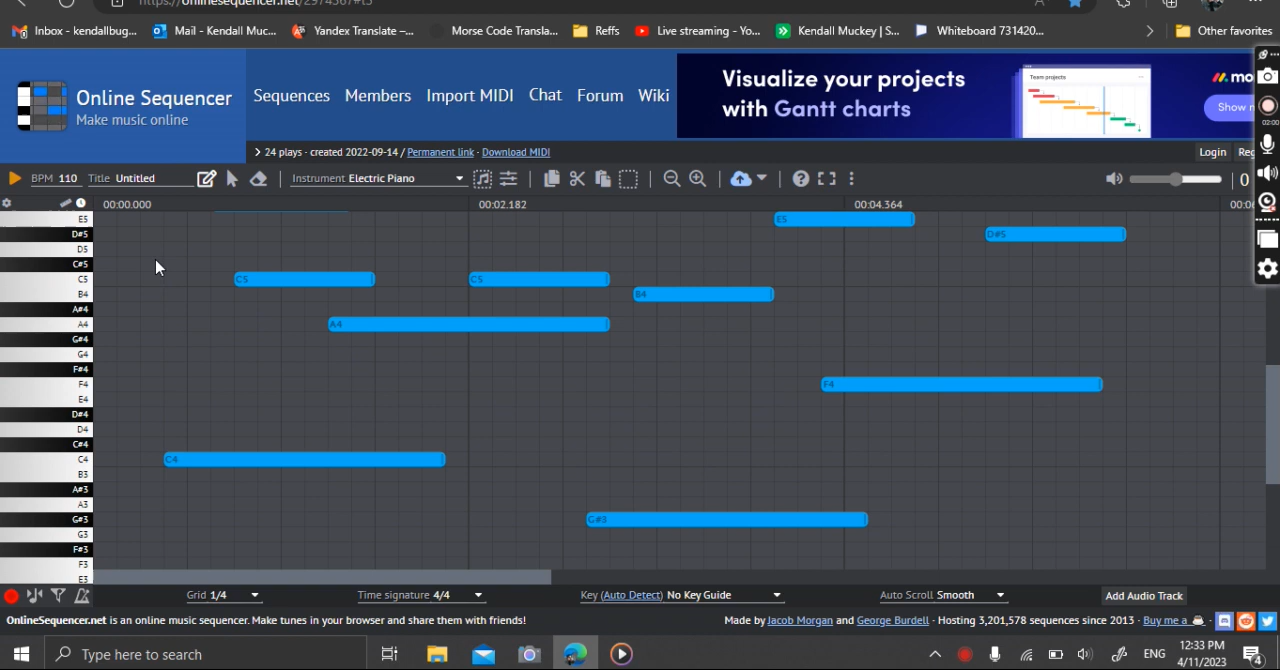 Inbox - kendallbug... Mail - Kendall Muc... Yandex Translate –... Morse Code Transla... Reffs Live streaming - Yo... Kendall Muckey | S... Whiteboard 731420... Other favorites
Online Sequencer
Make music online
Sequences Members Import MIDI Chat Forum Wiki
Visualize your projects
with Gantt charts
Team projects
02:00
24 plays - created 2022-09-14 / Permanent link - Download MIDI
Login
BPM 110 Title Untitled Instrument Electric Piano 0
00:00.000 00:02.182 00:04.364
E5 E5
D#5 D#5
D5
C#5
C5 C5 C5
B4 B4
A#4
A4 A4
G#4
G4
F#4
F4 F4
E4
D#4
D4
C#4
C4 C4
B3
A#3
A3
G#3 G#3
G3
F#3
F3
E3
Grid 1/4 Time signature 4/4 Key (Auto Detect) No Key Guide Auto Scroll Smooth Add Audio Track
OnlineSequencer.net is an online music sequencer. Make tunes in your browser and share them with friends! Made by Jacob Morgan and George Burdell - Hosting 3,201,578 sequences since 2013 - Buy me a
Type here to search ENG 12:33 PM
4/11/2023 4